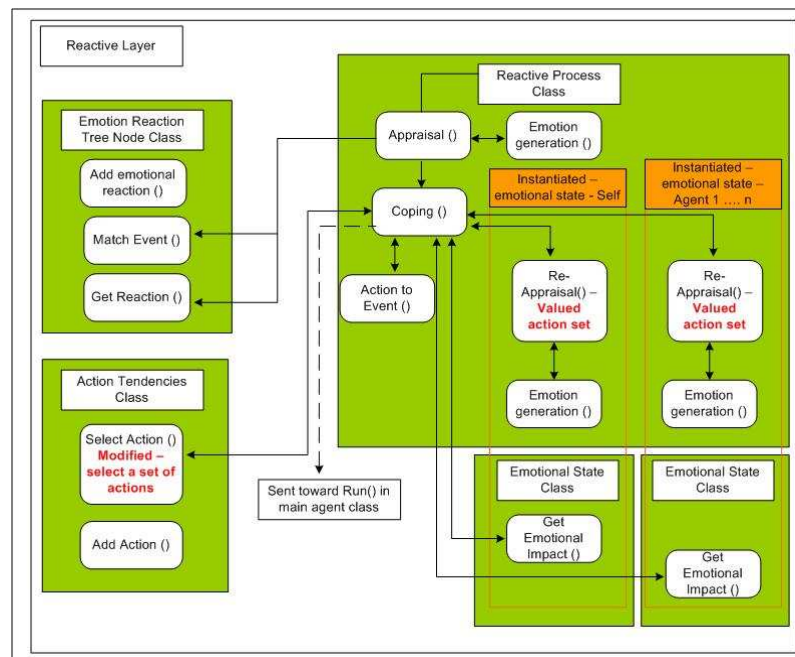 Reactive Layer
Emotion Reaction
Tree Node Class
Add emotional
reaction ()
Match Event ()
Get Reaction ()
Action Tendencies
Class
Select Action ()
Modified –
select a set of
actions
Add Action ()
Reactive Process
Class
Appraisal ()
Emotion
generation ()
Coping ()
Action to
Event ()
Sent toward Run() in
main agent class
Instantiated –
emotional state - Self
Re-
Appraisal() –
Valued
action set
Emotion
generation ()
Instantiated –
emotional state –
Agent 1 .... n
Re-
Appraisal() –
Valued
action set
Emotion
generation ()
Emotional State
Class
Get
Emotional
Impact ()
Emotional State
Class
Get
Emotional
Impact ()